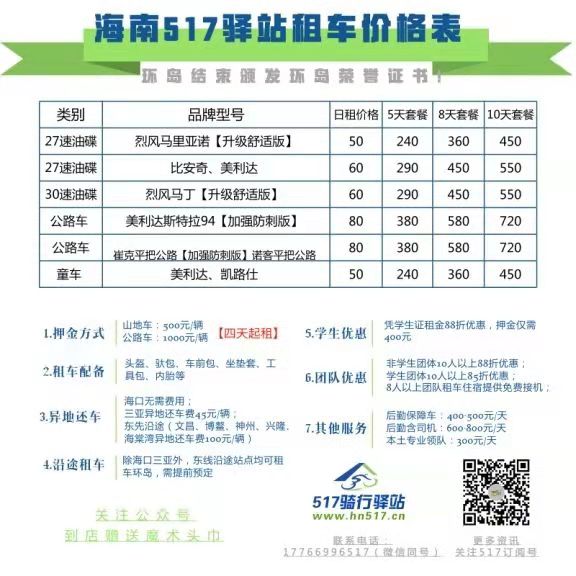 海南517驿站租车价格表
环岛结束颁发环岛荣誉证书!
类别 品牌型号 日租价格 5天套餐 8天套餐 10天套餐
27速油碟 烈风马里亚诺【升级舒适版】 50 240 360 450
27速油碟 比安奇、美利达 60 290 450 550
30速油碟 烈风马丁【升级舒适版】 60 290 450 550
公路车 美利达斯特拉94【加强防刺版】 80 380 580 720
公路车 崔克平把公路【加强防刺版】诺客平把公路 80 380 580 720
童车 美利达、凯路仕 50 240 360 450
1.押金方式
山地车:500元/辆
公路车:1000元/辆
【四天起租】
2.租车配备
头盔、驮包、车前包、坐垫套、工
具包、内胎等
3.异地还车
海口无需费用;
三亚异地还车费45元/辆;
东先沿途(文昌、博鳌、神州、兴隆、
海棠湾异地还车费100元/辆)
4.沿途租车
除海口三亚外,东线沿途站点均可租
车环岛,需提前预定
5.学生优惠
凭学生证租金88折优惠,押金仅需
400元
6.团队优惠
非学生团体10人以上88折优惠;
学生团体10人以上85折优惠;
8人以上团队租车住宿提供免费接机;
7.其他服务
后勤保障车:400-500元/天
后勤含司机:600-800元/天
本土专业领队:300元/天
关注公众号
到店赠送魔术头巾
517骑行驿站
www.hn517.cn
联系电话:
17766996517(微信同号)
更多资讯
关注517订阅号